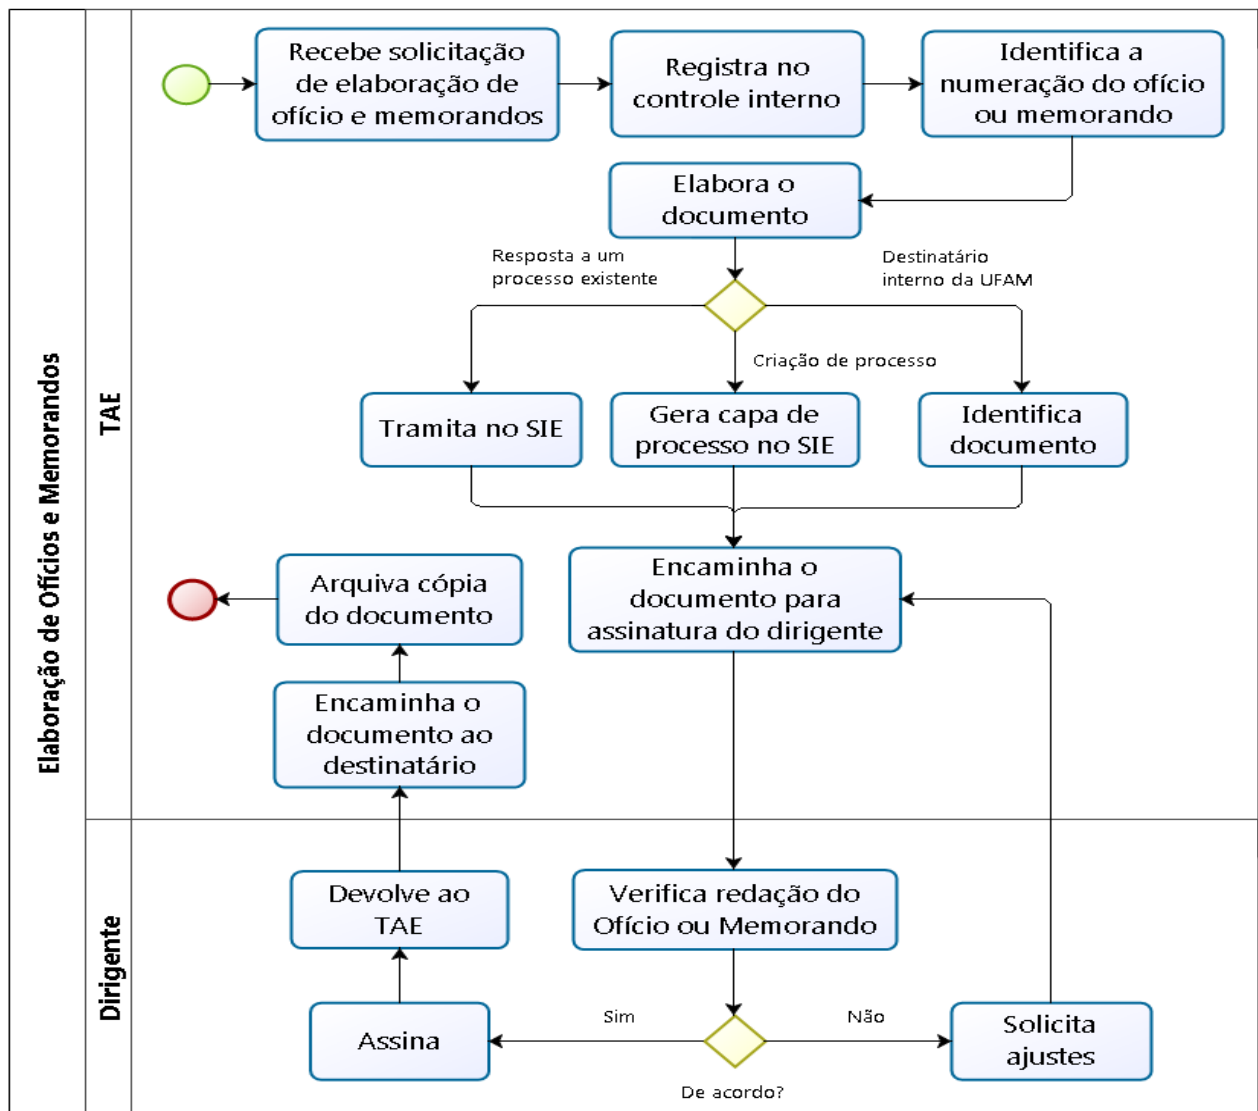 Elaboração de Ofícios e Memorandos
TAE
Recebe solicitação
de elaboração de
ofício e memorandos
Registra no
controle interno
Identifica a
numeração do ofício
ou memorando
Elabora o
documento
Resposta a um
processo existente
Destinatário
interno da UFAM
Criação de processo
Tramita no SIE
Gera capa de
processo no SIE
Identifica
documento
Encaminha o
documento para
assinatura do dirigente
Arquiva cópia
do documento
Encaminha o
documento ao
destinatário
Dirigente
Devolve ao
TAE
Verifica redação do
Ofício ou Memorando
Assina
Sim
Não
Solicita
ajustes
De acordo?